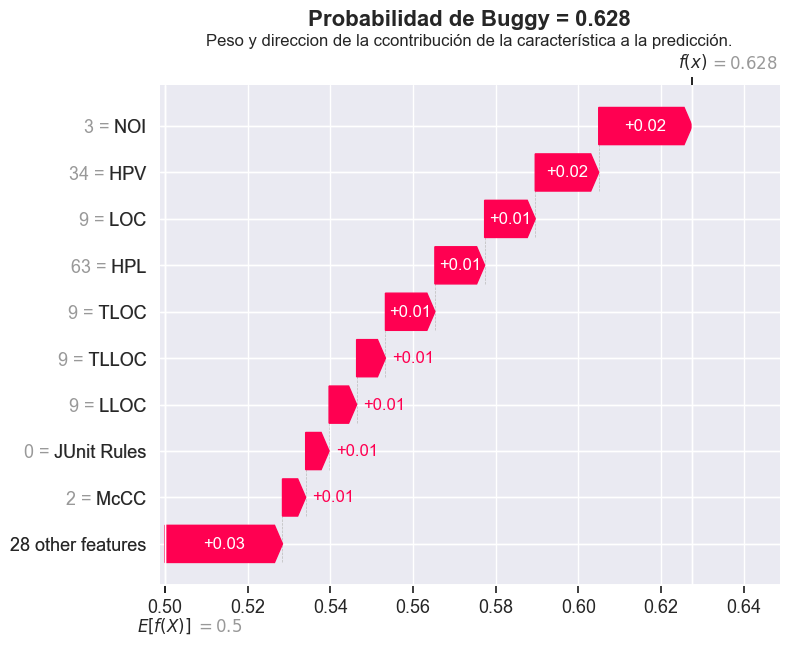 Probabilidad de Buggy = 0.628
Peso y direccion de la ccontribución de la característica a la predicción.
f(x) = 0.628
3 = NOI
+0.02
34 = HPV
+0.02
9 = LOC
+0.01
63 = HPL
+0.01
9 = TLOC
+0.01
9 = TLLOC
+0.01
9 = LLOC
+0.01
0 = JUnit Rules
+0.01
2 = McCC
+0.01
28 other features
+0.03
0.50 0.52 0.54 0.56 0.58 0.60 0.62 0.64
E[f(X)] = 0.5